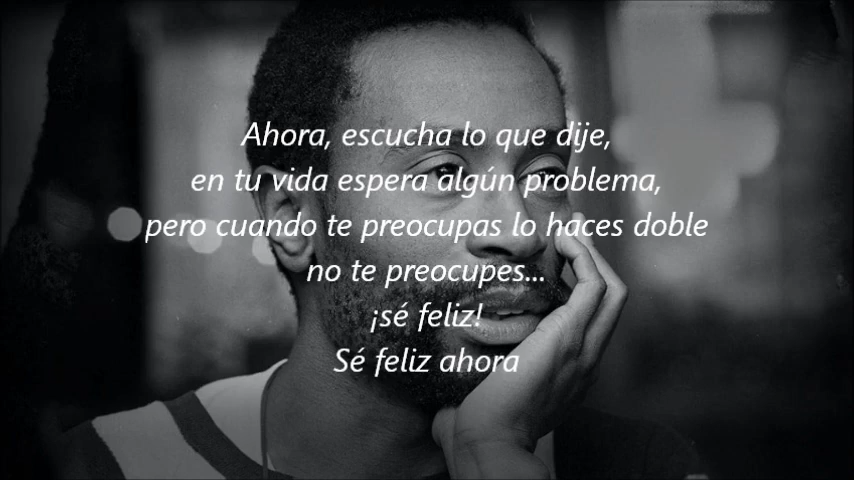 Ahora, escucha lo que dije,
en tu vida espera algún problema,
pero cuando te preocupas lo haces doble
no te preocupes...
¡sé feliz!
Sé feliz ahora